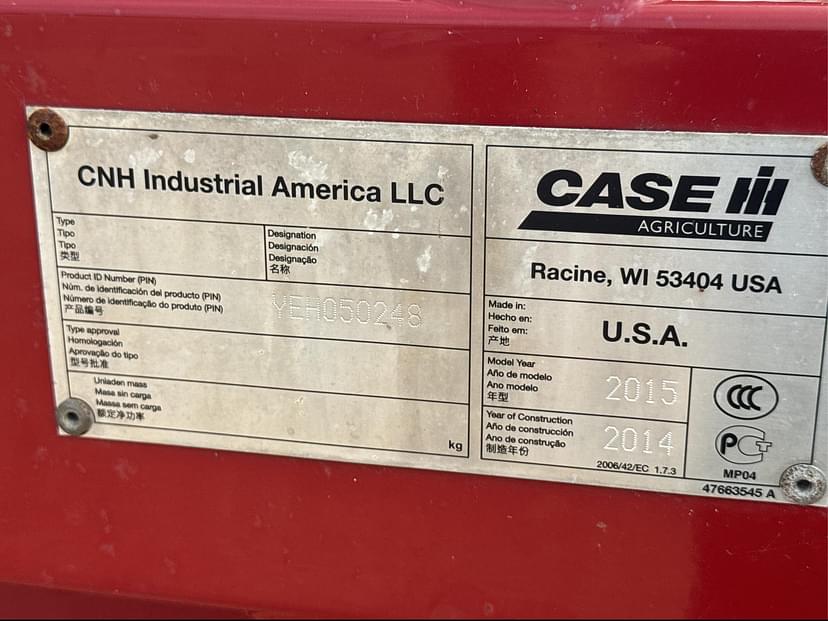 CNH Industrial America LLC
Type
Tipo
Tipo
类型
Designation
Designación
Designação
名称
Product ID Number (PIN)
Núm. de identificación del producto (PIN)
Número de identificação do produto (PIN)
产品编号
YEH050248
Type approval
Homologación
Aprovação do tipo
型号批准
Unladen mass
Masa sin carga
Massa sem carga
额定净功率
kg
CASE IH
AGRICULTURE
Racine, WI 53404 USA
Made in:
Hecho en:
Feito em:
产地
U.S.A.
Model Year
Año de modelo
Ano modelo
年型
2015
Year of Construction
Año de construcción
Ano de construção
制造年份
2014
2006/42/EC 1.7.3
CCC
PCT
MP04
47663545 A